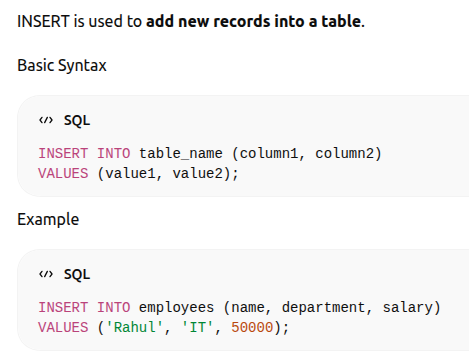 INSERT is used to add new records into a table.
Basic Syntax
SQL
INSERT INTO table_name (column1, column2)
VALUES (value1, value2);
Example
SQL
INSERT INTO employees (name, department, salary)
VALUES ('Rahul', 'IT', 50000);